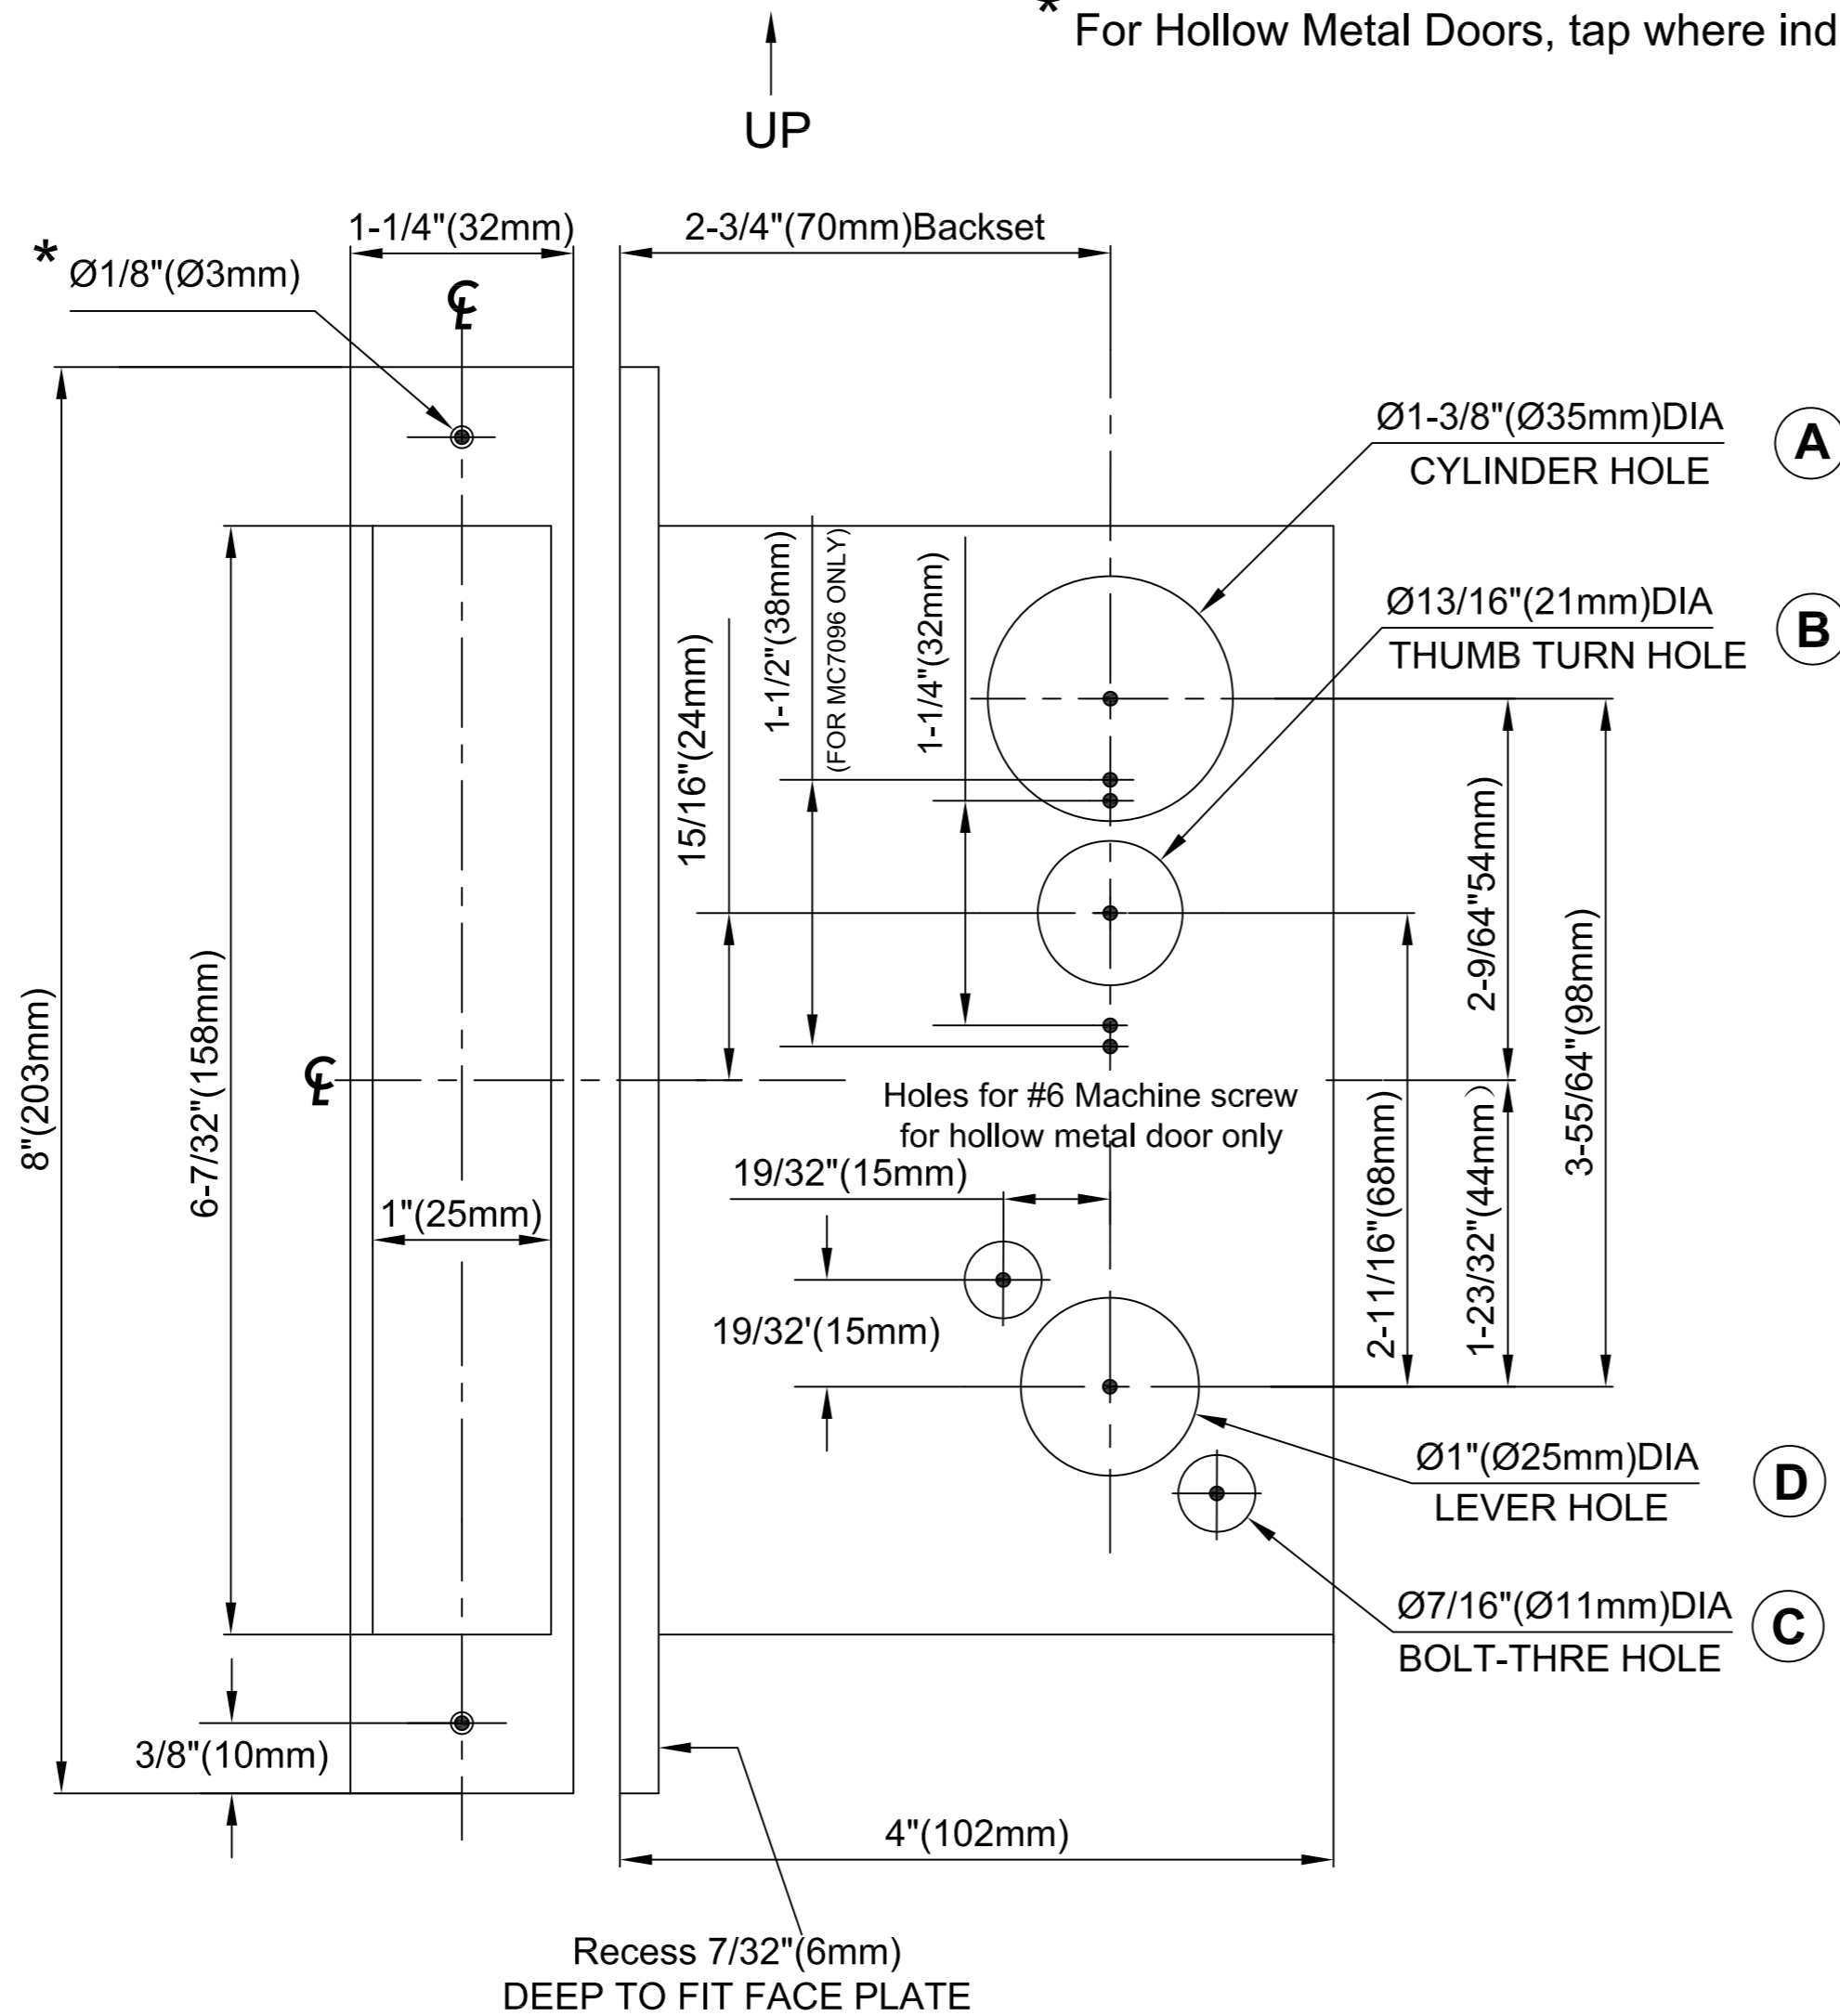 * For Hollow Metal Doors, tap where ind
UP
1-1/4"(32mm)
2-3/4"(70mm)Backset
* Ø1/8"(Ø3mm)
℄
Ø1-3/8"(Ø35mm)DIA
CYLINDER HOLE
A
1-1/2"(38mm)
(FOR MC7096 ONLY)
1-1/4"(32mm)
15/16"(24mm)
Ø13/16"(21mm)DIA
THUMB TURN HOLE
B
2-9/64"54mm)
3-55/64"(98mm)
8"(203mm)
6-7/32"(158mm)
℄
Holes for #6 Machine screw
for hollow metal door only
19/32"(15mm)
1"(25mm)
2-11/16"(68mm)
1-23/32"(44mm)
19/32'(15mm)
Ø1"(Ø25mm)DIA
LEVER HOLE
D
Ø7/16"(Ø11mm)DIA
BOLT-THRE HOLE
C
3/8"(10mm)
4"(102mm)
Recess 7/32"(6mm)
DEEP TO FIT FACE PLATE